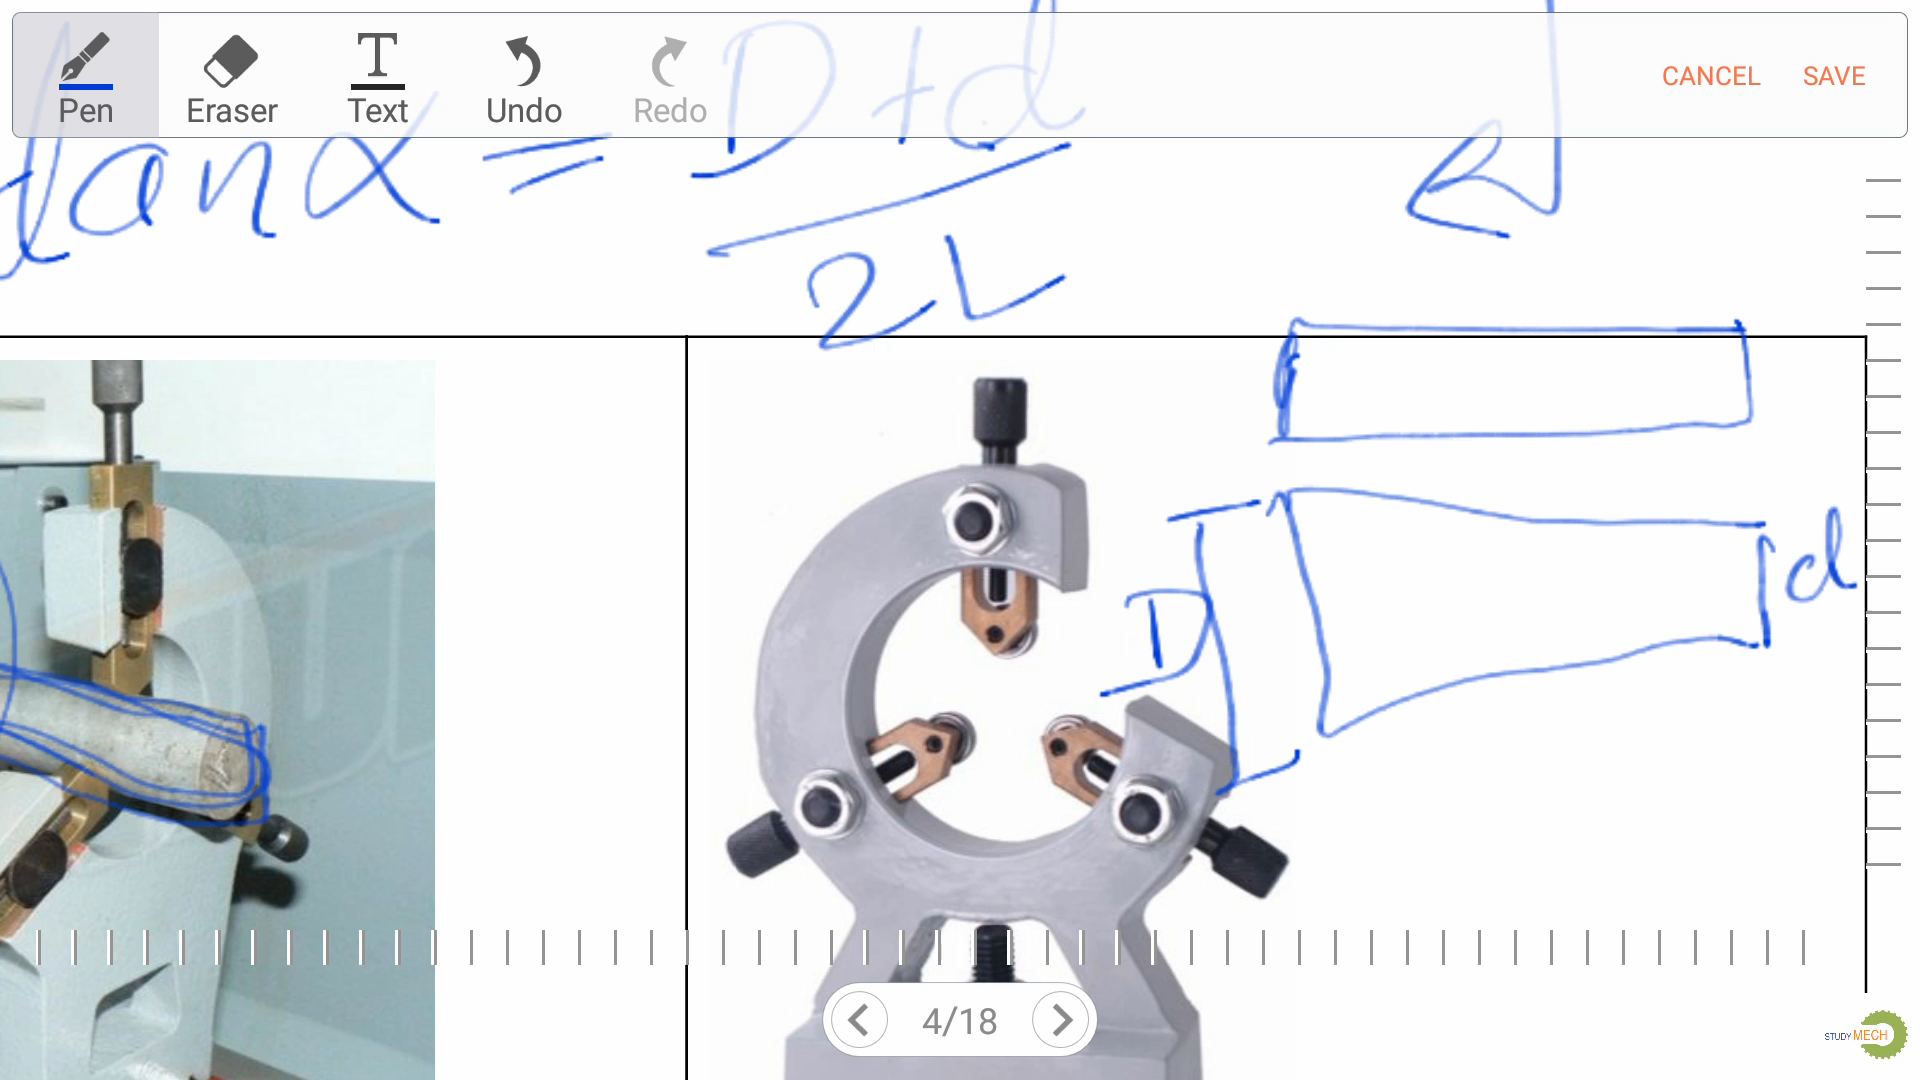 Pen Eraser Text Undo Redo CANCEL SAVE
tanα = D+d
2L
d
D
4/18
STUDY MECH